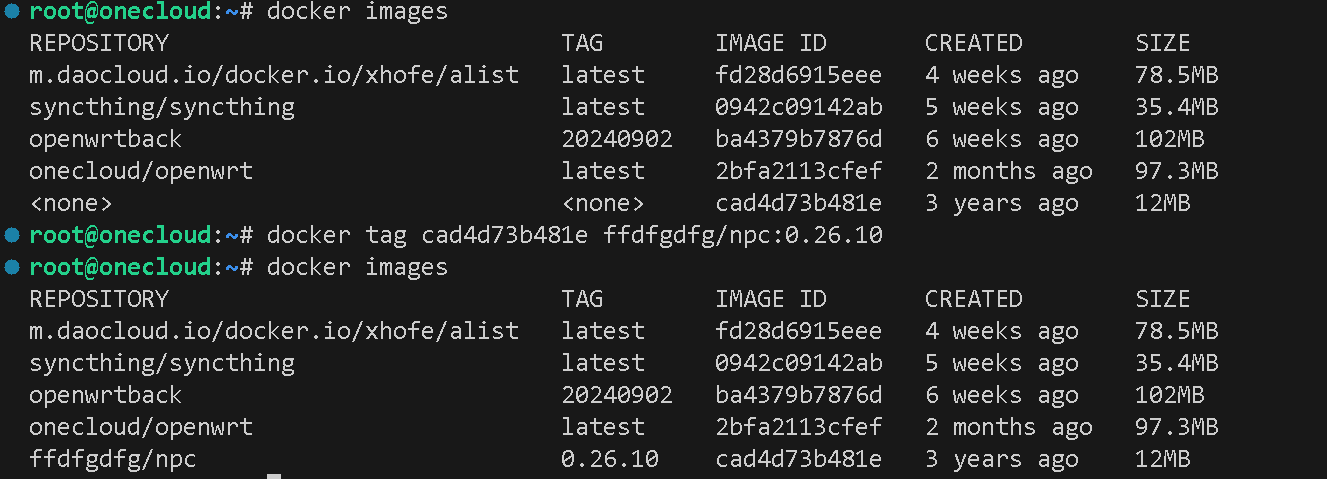 root@onecloud:~# docker images
REPOSITORY TAG IMAGE ID CREATED SIZE
m.daocloud.io/docker.io/xhofe/alist latest fd28d6915eee 4 weeks ago 78.5MB
syncthing/syncthing latest 0942c09142ab 5 weeks ago 35.4MB
openwrtback 20240902 ba4379b7876d 6 weeks ago 102MB
onecloud/openwrt latest 2bfa2113cfef 2 months ago 97.3MB
<none> <none> cad4d73b481e 3 years ago 12MB
root@onecloud:~# docker tag cad4d73b481e ffdfgdfg/npc:0.26.10
root@onecloud:~# docker images
REPOSITORY TAG IMAGE ID CREATED SIZE
m.daocloud.io/docker.io/xhofe/alist latest fd28d6915eee 4 weeks ago 78.5MB
syncthing/syncthing latest 0942c09142ab 5 weeks ago 35.4MB
openwrtback 20240902 ba4379b7876d 6 weeks ago 102MB
onecloud/openwrt latest 2bfa2113cfef 2 months ago 97.3MB
ffdfgdfg/npc 0.26.10 cad4d73b481e 3 years ago 12MB